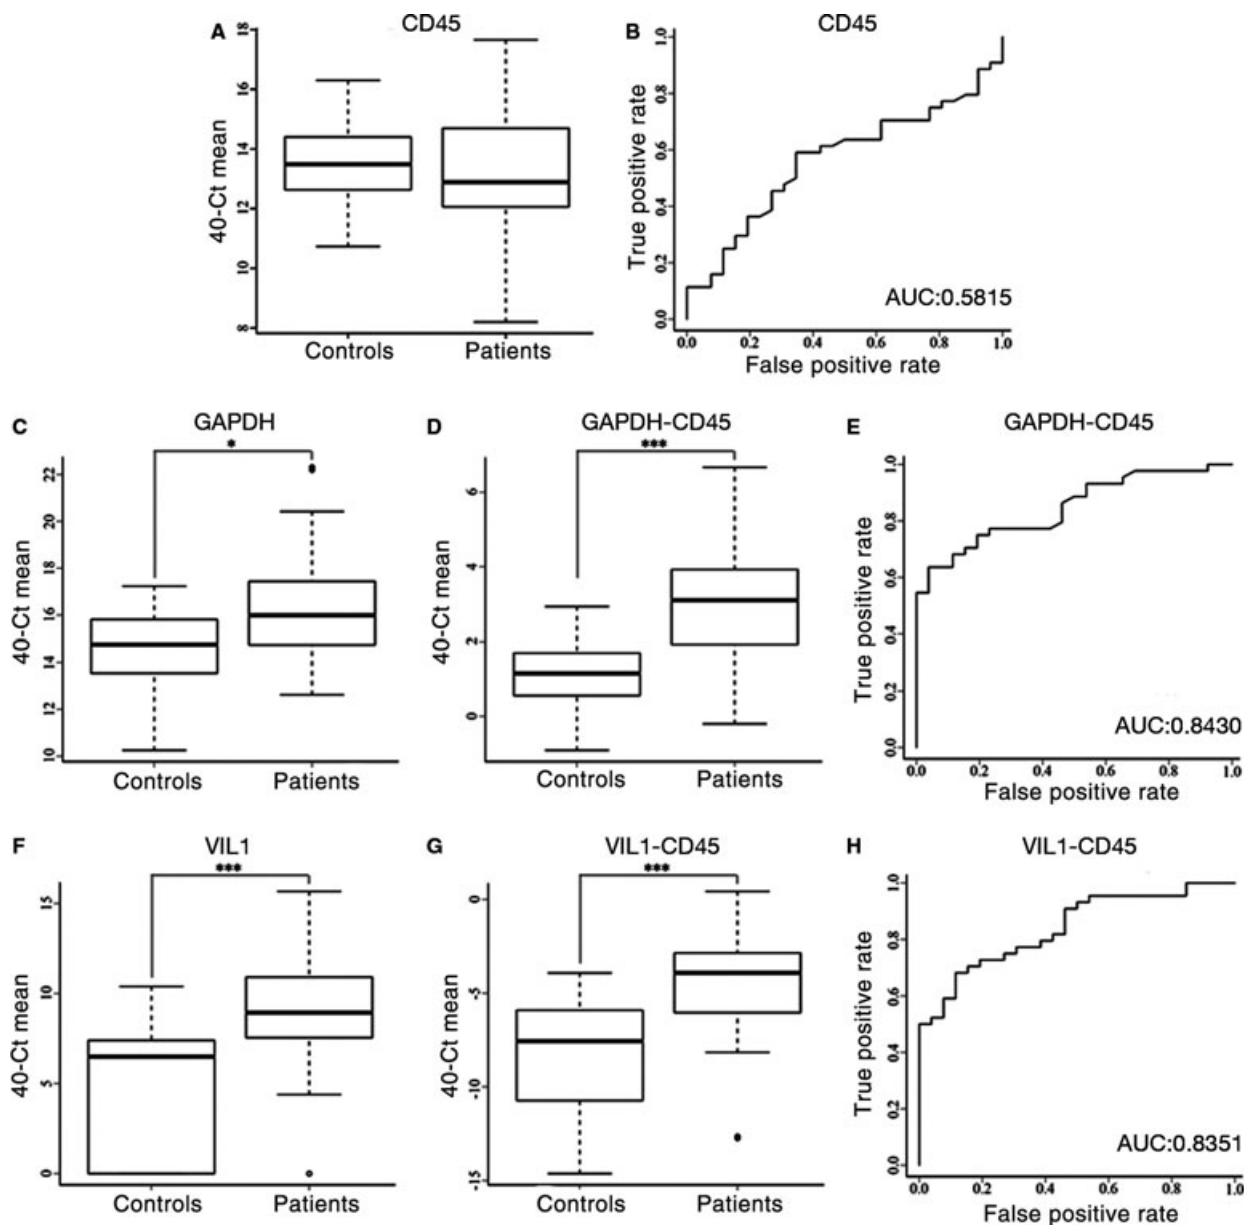 A
CD45
40-Ct mean
18
16
14
12
10
8
Controls
Patients
B
CD45
True positive rate
1.0
0.8
0.6
0.4
0.2
0.0
AUC:0.5815
0.0 0.2 0.4 0.6 0.8 1.0
False positive rate
C
GAPDH
*
40-Ct mean
22
20
18
16
14
12
10
Controls
Patients
D
GAPDH-CD45
***
40-Ct mean
6
4
2
0
Controls
Patients
E
GAPDH-CD45
True positive rate
1.0
0.8
0.6
0.4
0.2
0.0
AUC:0.8430
0.0 0.2 0.4 0.6 0.8 1.0
False positive rate
F
VIL1
***
40-Ct mean
15
10
5
0
Controls
Patients
G
VIL1-CD45
***
40-Ct mean
0
-5
-10
-15
Controls
Patients
H
VIL1-CD45
True positive rate
1.0
0.8
0.6
0.4
0.2
0.0
AUC:0.8351
0.0 0.2 0.4 0.6 0.8 1.0
False positive rate